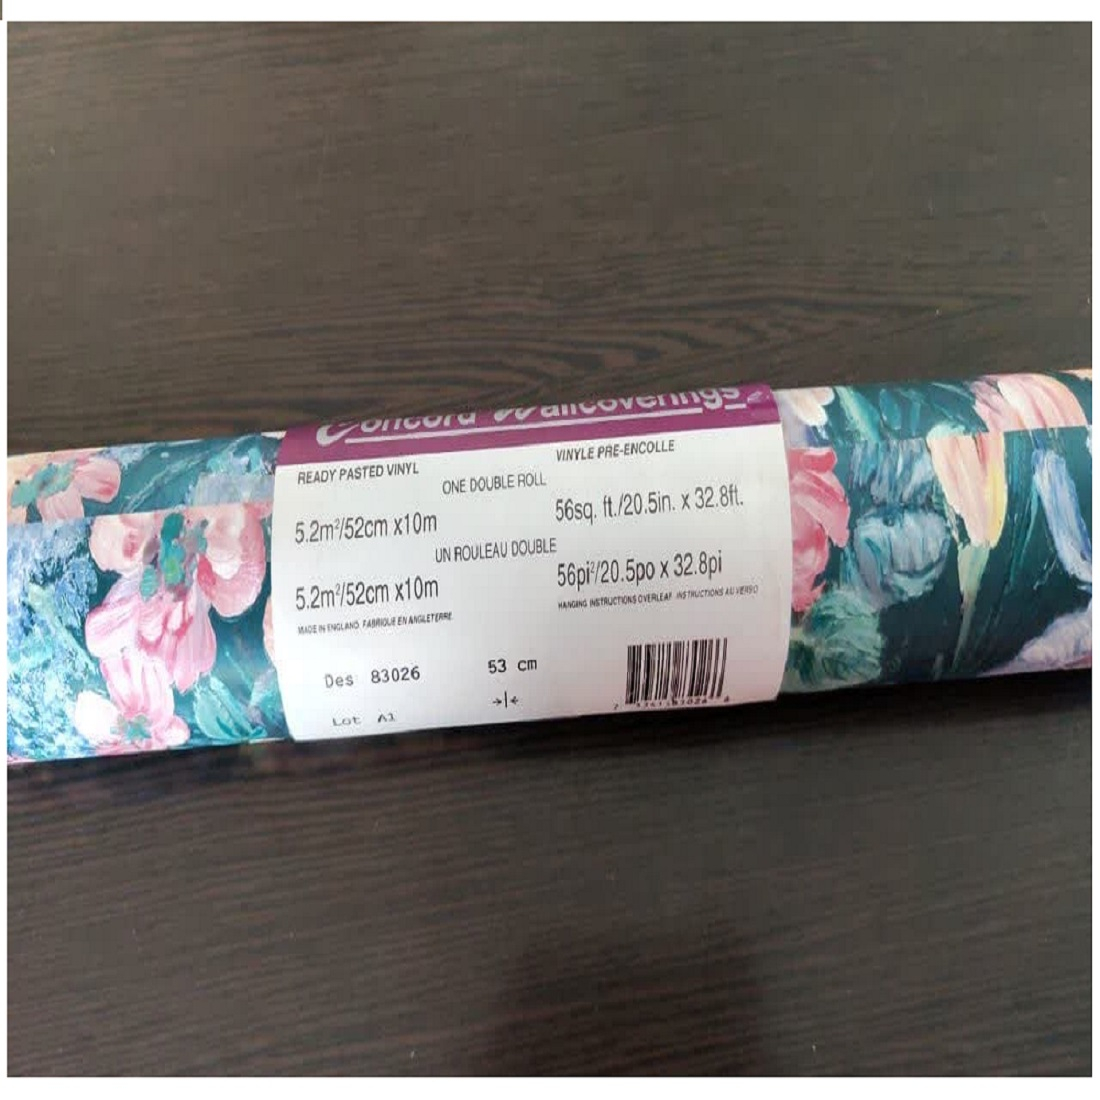 Concord Wallcoverings
READY PASTED VINYL
VINYLE PRE-ENCOLLE
ONE DOUBLE ROLL
5.2m²/52cm x10m
56sq. ft./20.5in. x 32.8ft.
UN ROULEAU DOUBLE
5.2m²/52cm x10m
56pi²/20.5po x 32.8pi
MADE IN ENGLAND. FABRIQUE EN ANGLETERRE.
HANGING INSTRUCTIONS OVERLEAF. INSTRUCTIONS AU VERSO
Des 83026
53 cm
Lot A1